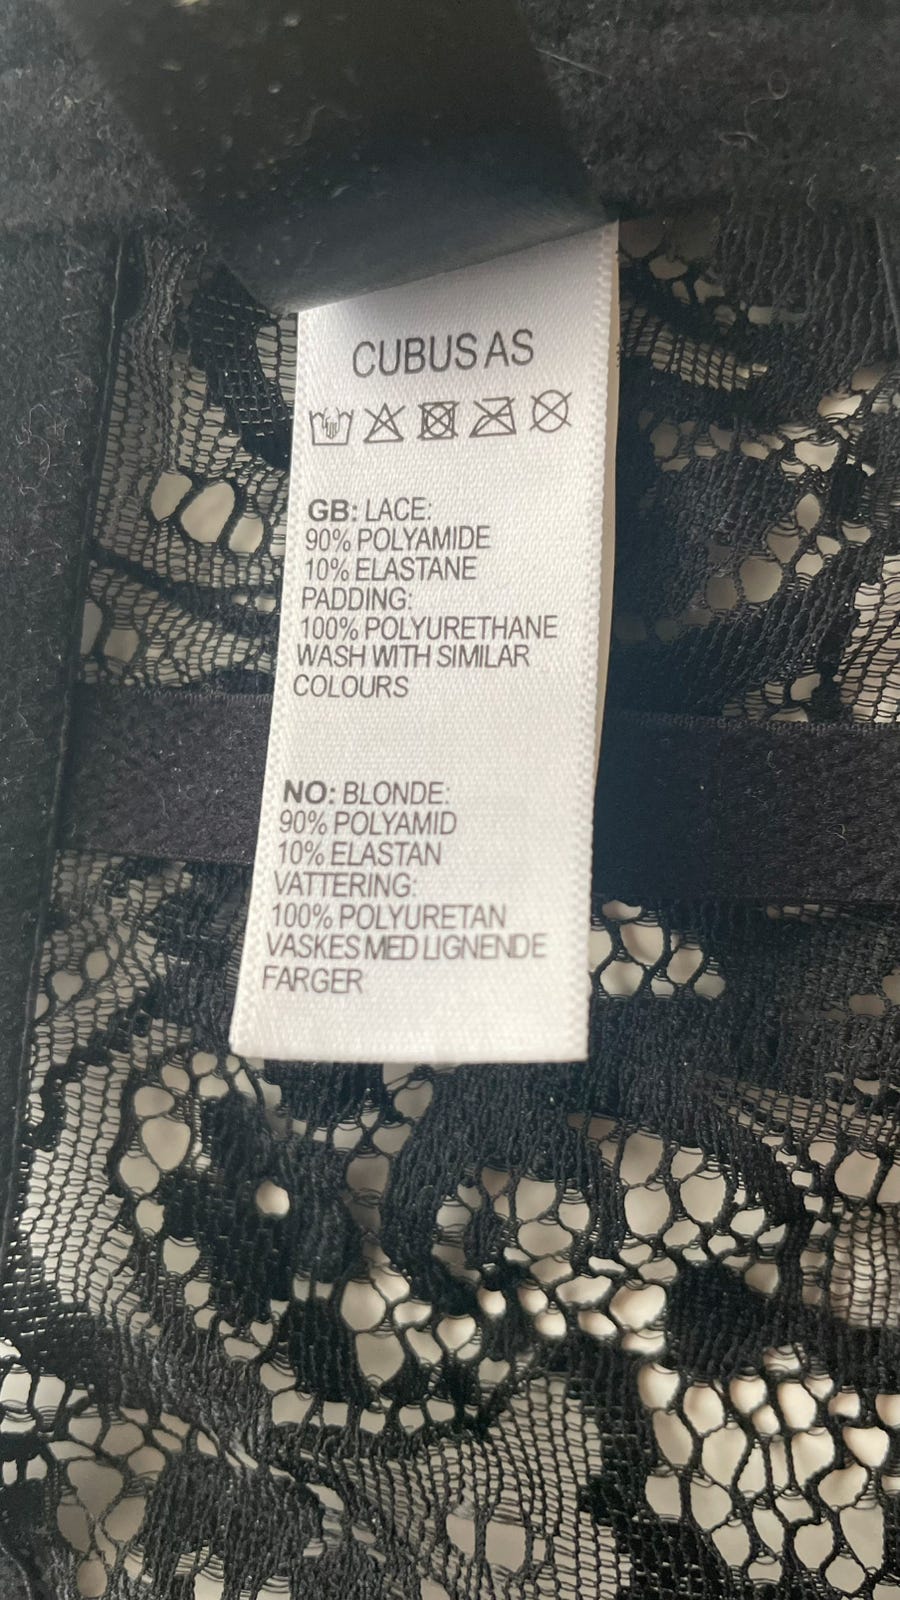 CUBUS AS
GB: LACE:
90% POLYAMIDE
10% ELASTANE
PADDING:
100% POLYURETHANE
WASH WITH SIMILAR
COLOURS
NO: BLONDE:
90% POLYAMID
10% ELASTAN
VATTERING:
100% POLYURETAN
VASKES MED LIGNENDE
FARGER